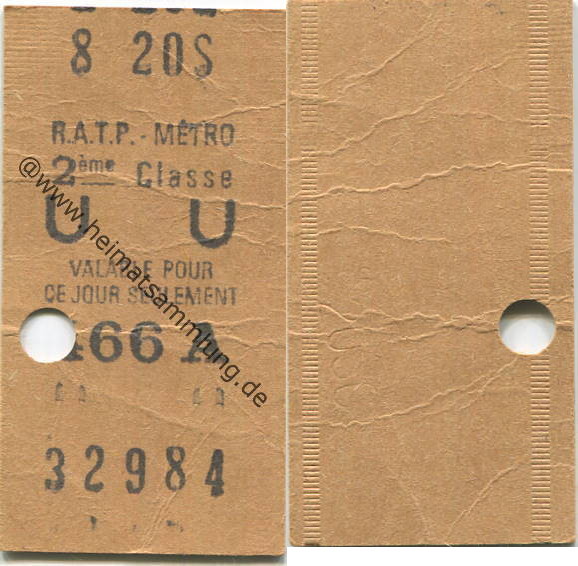 8 20S
R.A.T.P. - MÉTRO
2ème Classe
U U
VALABLE POUR
CE JOUR SEULEMENT
466 A
32984
@www.heimatsammlung.de